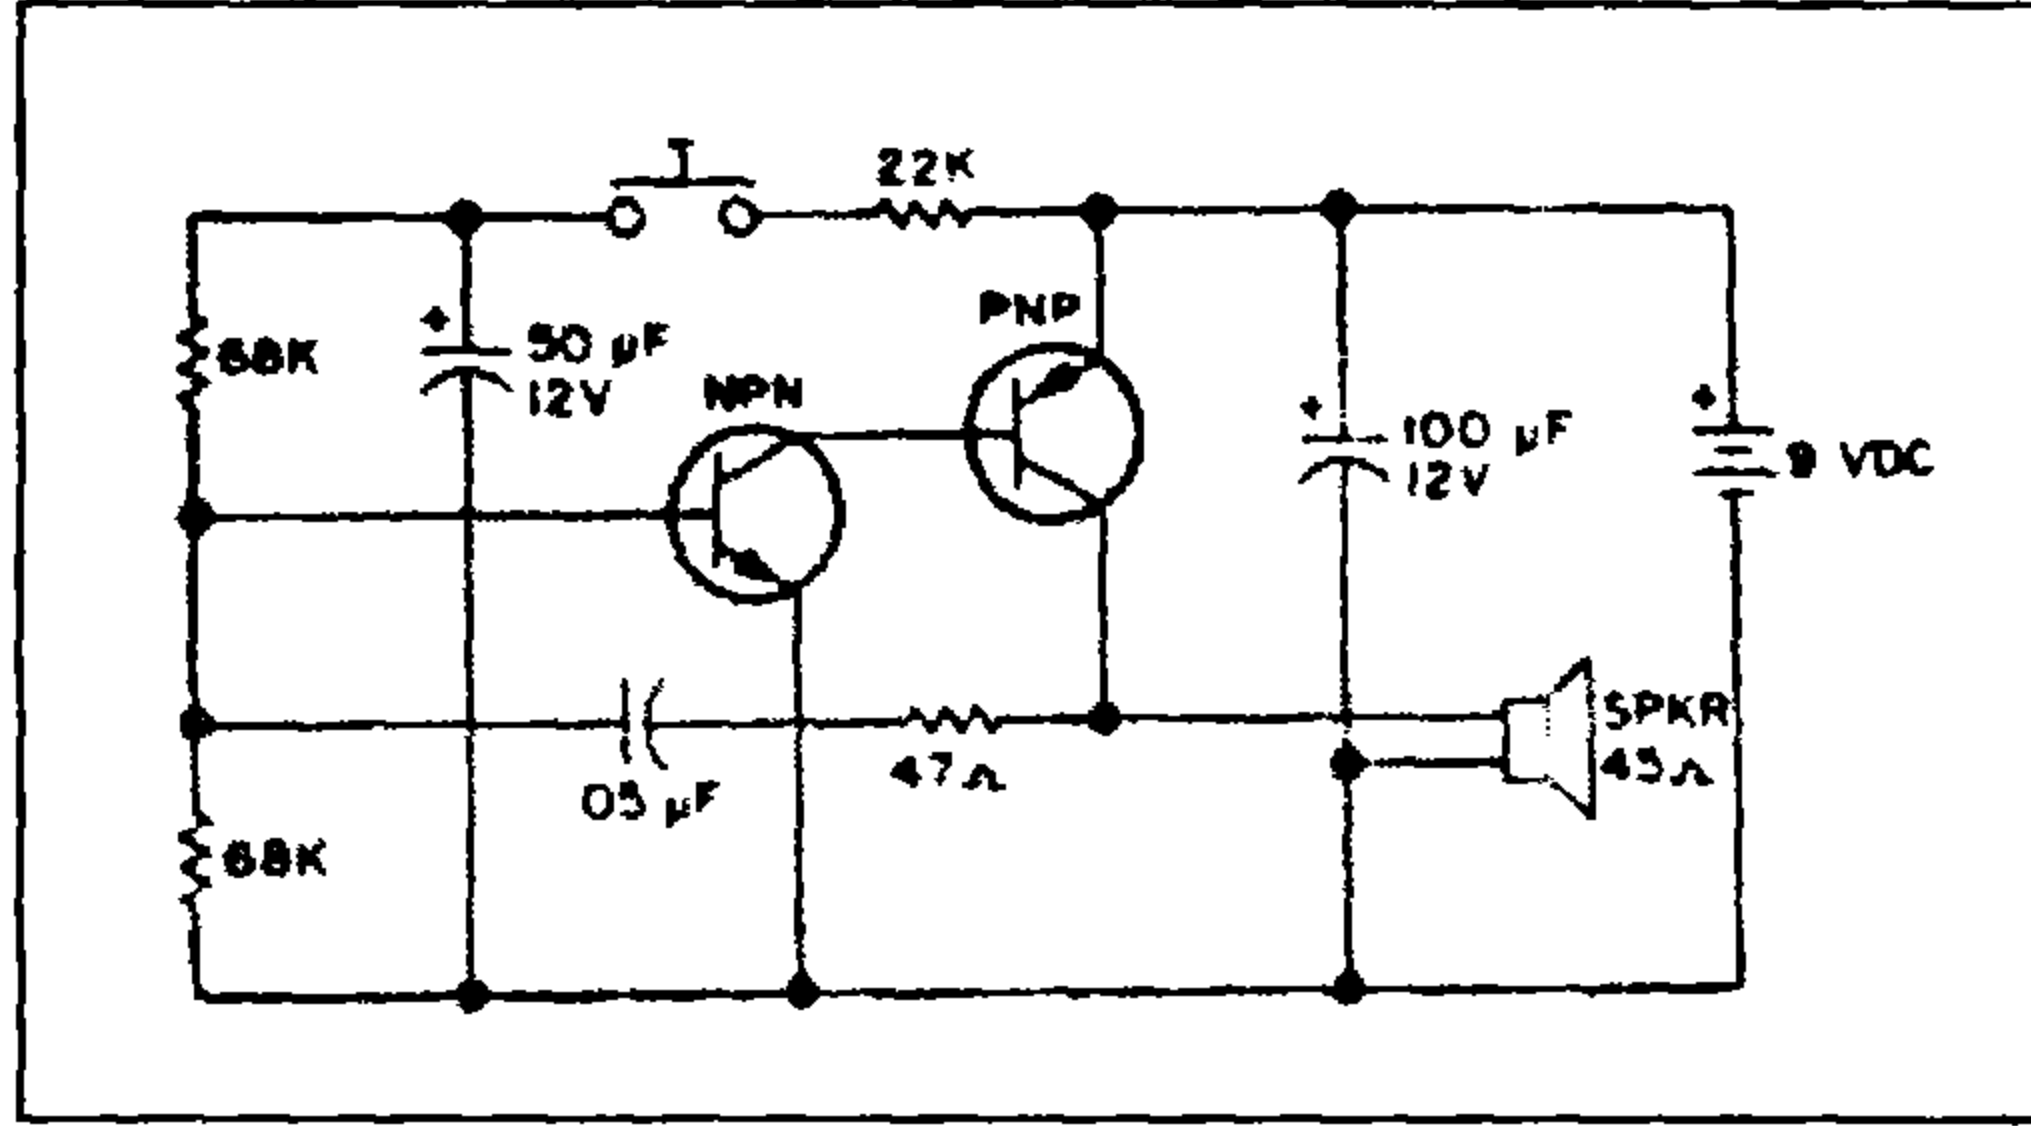 22K
PNP
68K
+
50 µF
12V
NPN
+
100 µF
12V
+
9 VDC
SPKR
45Ω
47Ω
05 µF
68K